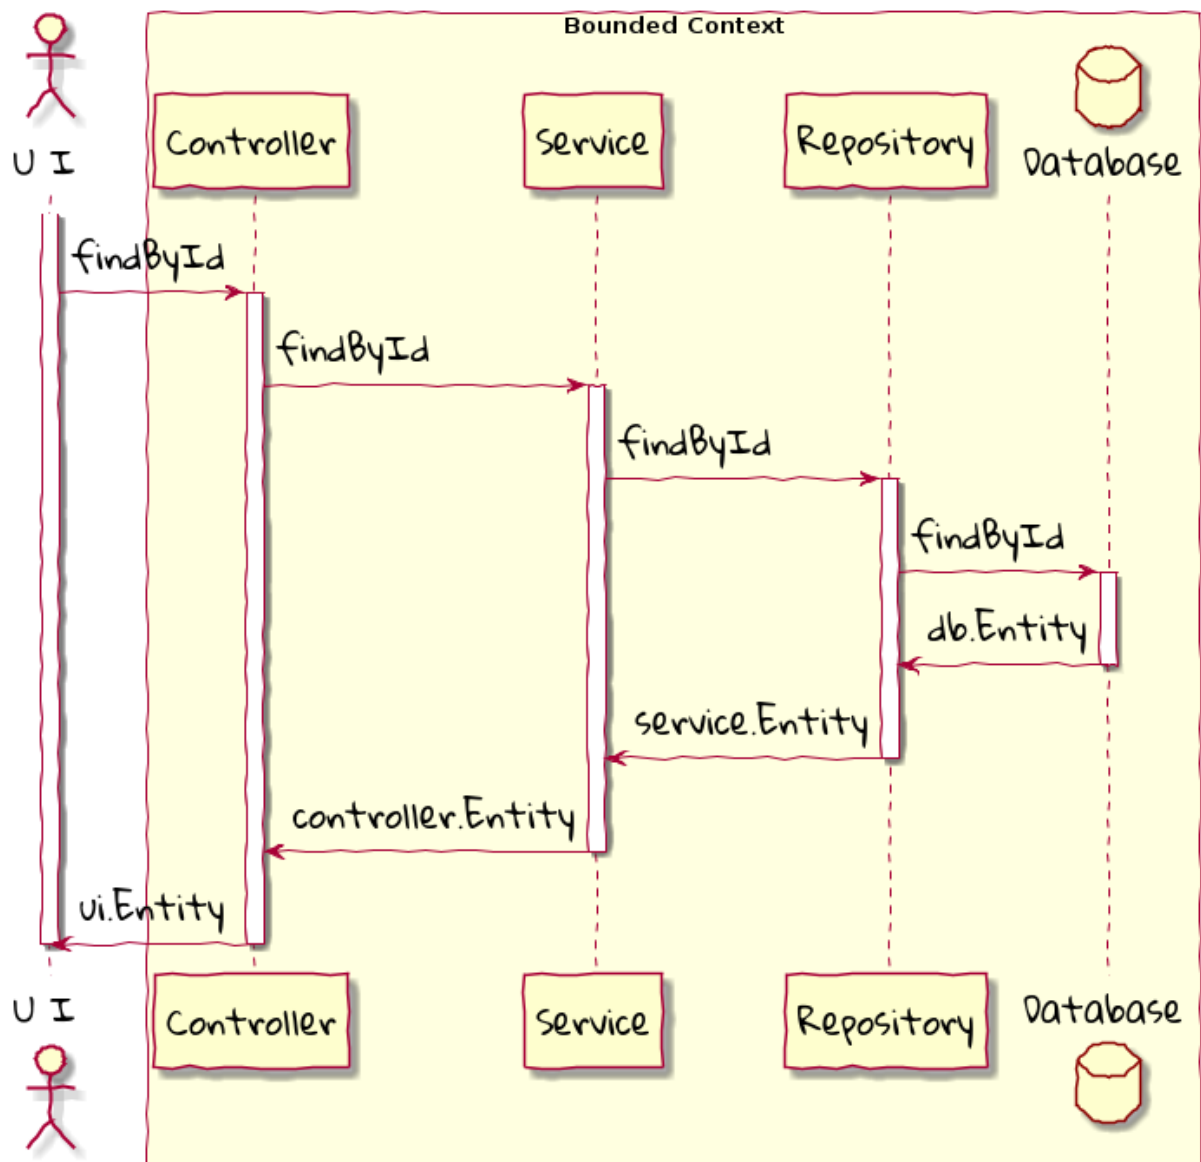 Bounded Context
U I
Controller
Service
Repository
Database
findById
findById
findById
findById
db.Entity
service.Entity
controller.Entity
ui.Entity
U I
Controller
Service
Repository
Database